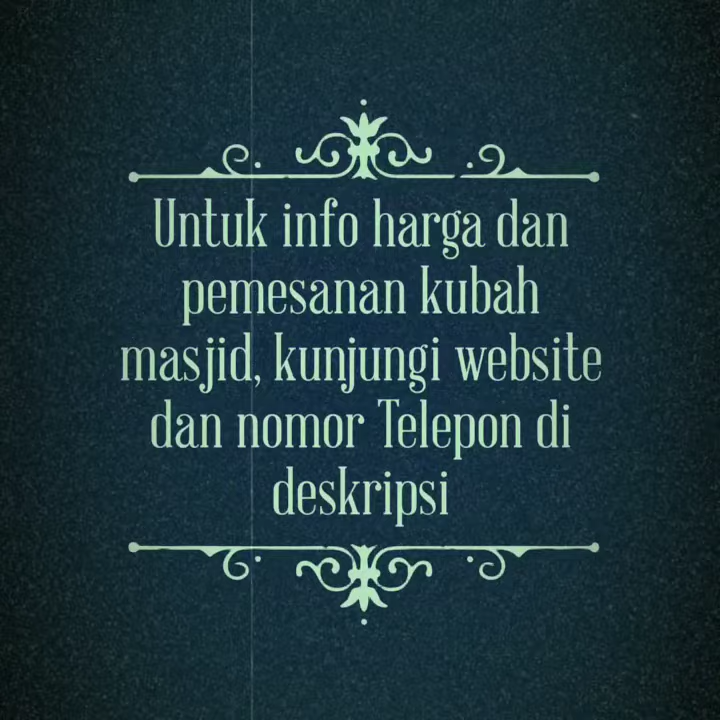 Untuk info harga dan
pemesanan kubah
masjid, kunjungi website
dan nomor Telepon di
deskripsi